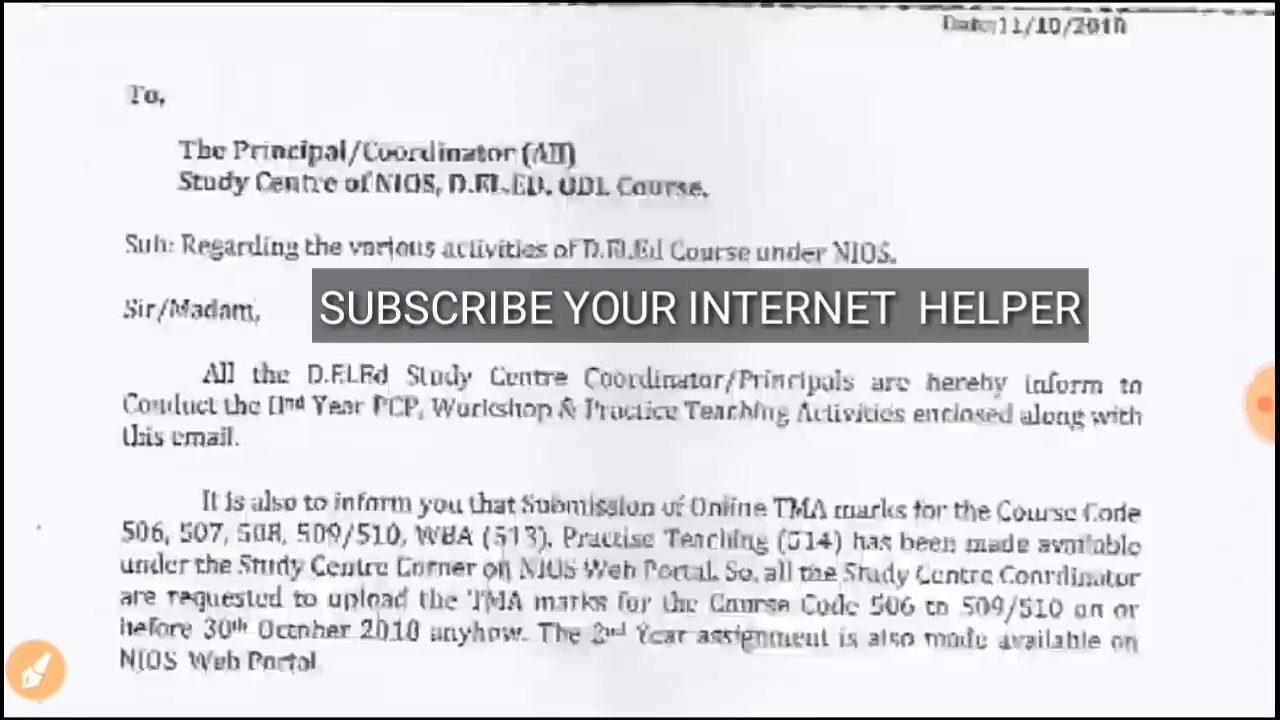 Date:11/10/2018
To,
The Principal/Coordinator (All)
Study Centre of NIOS, D.EL.ED. ODL Course.
Sub: Regarding the various activities of D.El.Ed Course under NIOS.
Sir/Madam,
SUBSCRIBE YOUR INTERNET HELPER
All the D.ElEd Study Centre Coordinator/Principals are hereby inform to
Conduct the IInd Year PCP, Workshop & Practice Teaching Activities enclosed along with
this email.
It is also to inform you that Submission of Online TMA marks for the Course Code
506, 507, 508, 509/510, WBA (513), Practise Teaching (514) has been made available
under the Study Centre Corner on NIOS Web Portal. So, all the Study Centre Coordinator
are requested to upload the TMA marks for the Course Code 506 to 509/510 on or
before 30th October 2018 anyhow. The 2nd Year assignment is also made available on
NIOS Web Portal